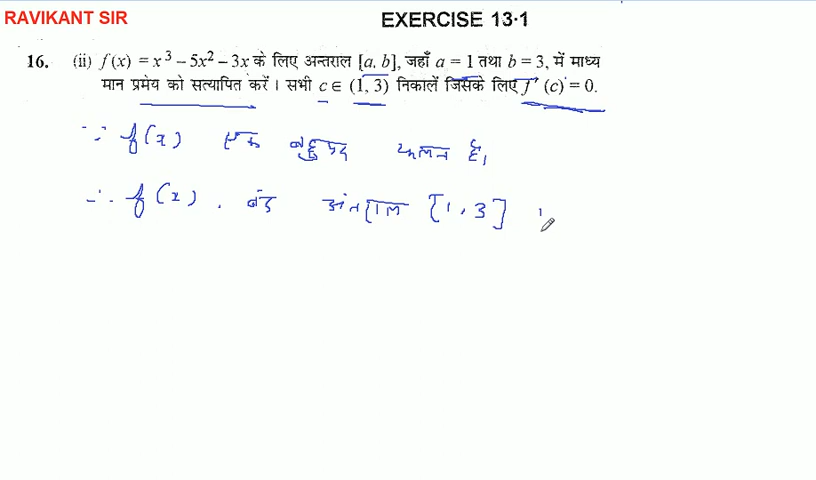 RAVIKANT SIR
EXERCISE 13·1
16. (ii) f(x) = x³ – 5x² – 3x के लिए अन्तराल [a, b], जहाँ a = 1 तथा b = 3, में माध्य
मान प्रमेय को सत्यापित करें । सभी c ∈ (1, 3) निकालें जिसके लिए f' (c) = 0.
∵ f(x) एक बहुपद फलन है।
∴ f(x) . बंद अंतराल [1, 3]